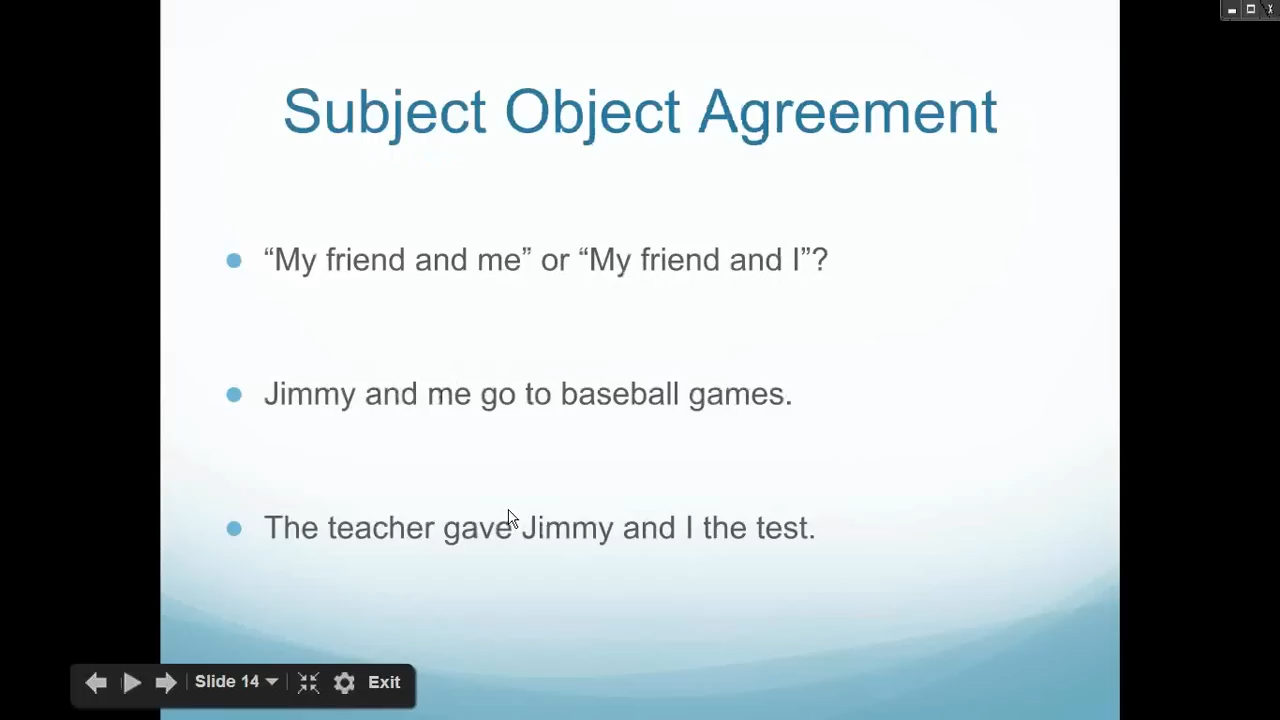 Subject Object Agreement
“My friend and me” or “My friend and I”?
Jimmy and me go to baseball games.
The teacher gave Jimmy and I the test.
Slide 14
Exit